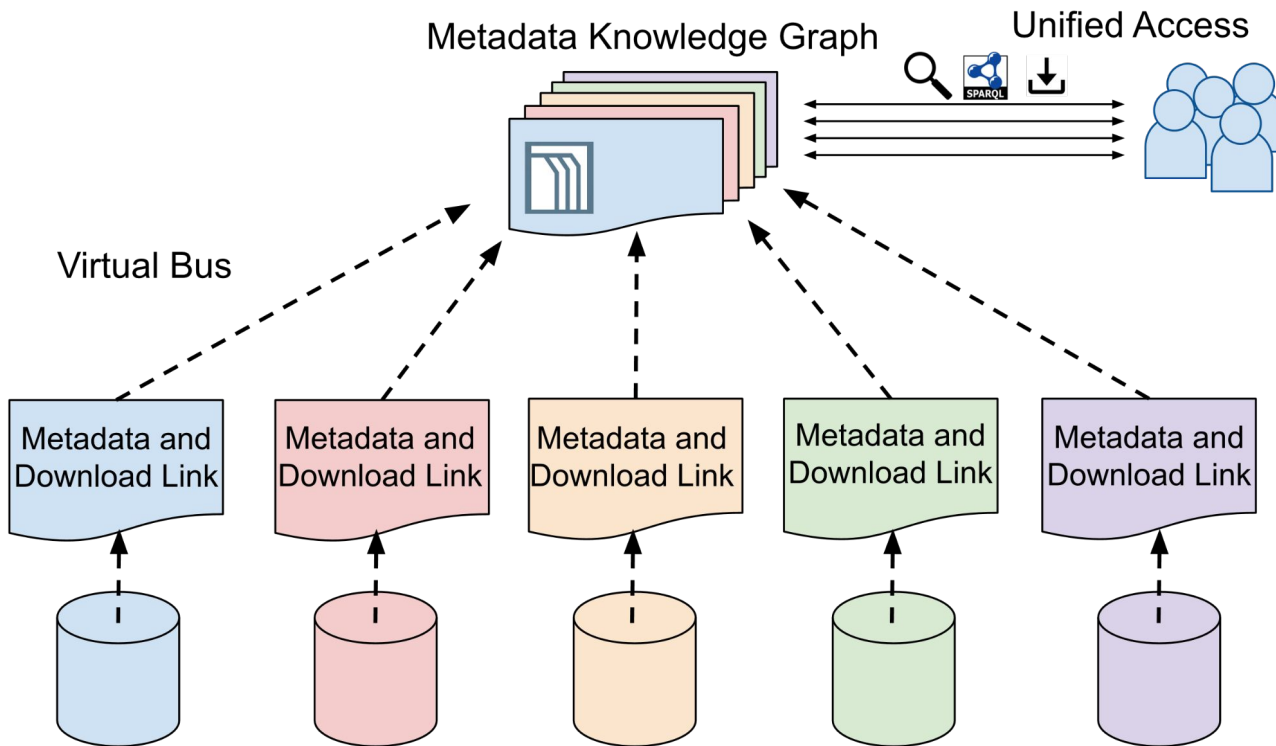 Metadata Knowledge Graph
Unified Access
SPARQL
Virtual Bus
Metadata and
Download Link
Metadata and
Download Link
Metadata and
Download Link
Metadata and
Download Link
Metadata and
Download Link